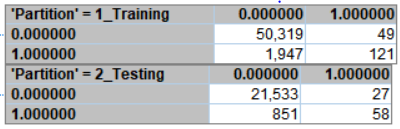 'Partition' = 1_Training 0.000000 1.000000
0.000000 50,319 49
1.000000 1,947 121
'Partition' = 2_Testing 0.000000 1.000000
0.000000 21,533 27
1.000000 851 58